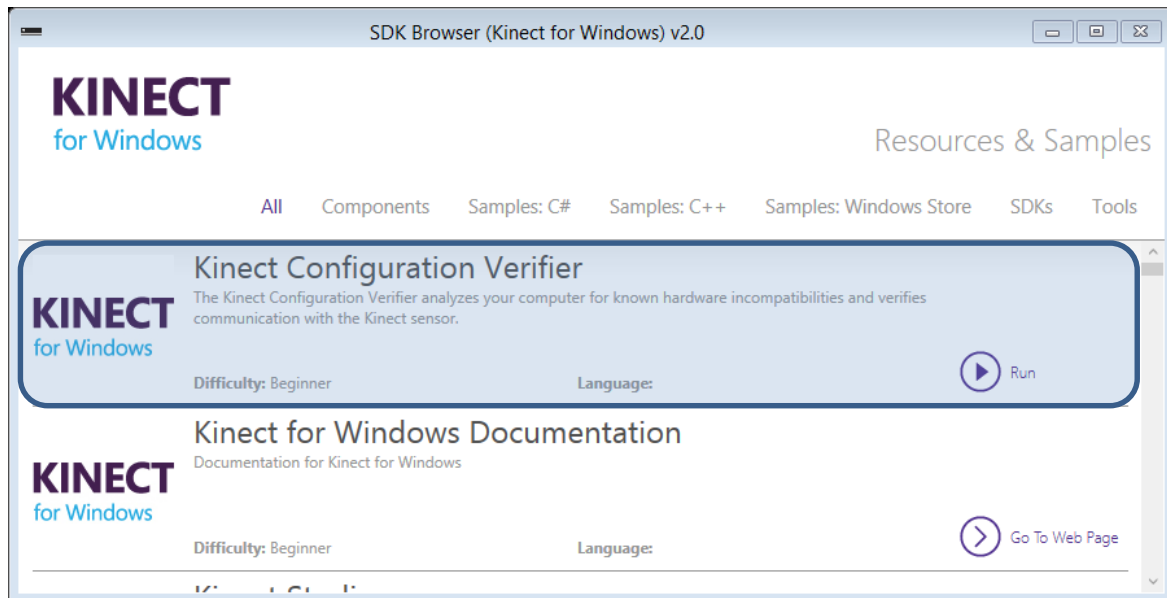 SDK Browser (Kinect for Windows) v2.0
KINECT
for Windows
Resources & Samples
All Components Samples: C# Samples: C++ Samples: Windows Store SDKs Tools
Kinect Configuration Verifier
The Kinect Configuration Verifier analyzes your computer for known hardware incompatibilities and verifies
communication with the Kinect sensor.
KINECT
for Windows
Run
Difficulty: Beginner Language:
Kinect for Windows Documentation
Documentation for Kinect for Windows
KINECT
for Windows
Go To Web Page
Difficulty: Beginner Language: